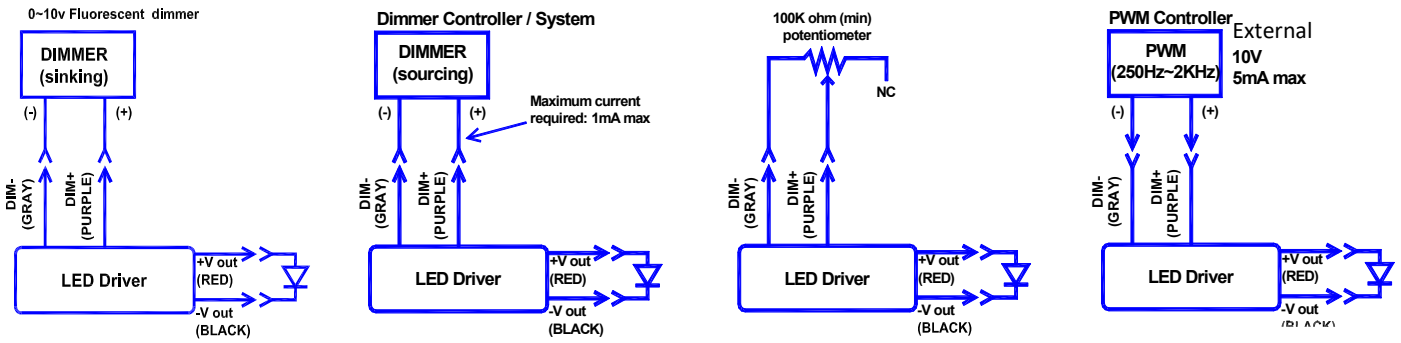 0~10v Fluorescent dimmer
DIMMER
(sinking)
(-)
(+)
DIM-
(GRAY)
DIM+
(PURPLE)
LED Driver
+V out
(RED)
-V out
(BLACK)
Dimmer Controller / System
DIMMER
(sourcing)
(-)
(+)
Maximum current
required: 1mA max
DIM-
(GRAY)
DIM+
(PURPLE)
LED Driver
+V out
(RED)
-V out
(BLACK)
100K ohm (min)
potentiometer
NC
DIM-
(GRAY)
DIM+
(PURPLE)
LED Driver
+V out
(RED)
-V out
(BLACK)
PWM Controller
External
PWM
(250Hz~2KHz)
10V
5mA max
(-)
(+)
DIM-
(GRAY)
DIM+
(PURPLE)
LED Driver
+V out
(RED)
-V out
(BLACK)